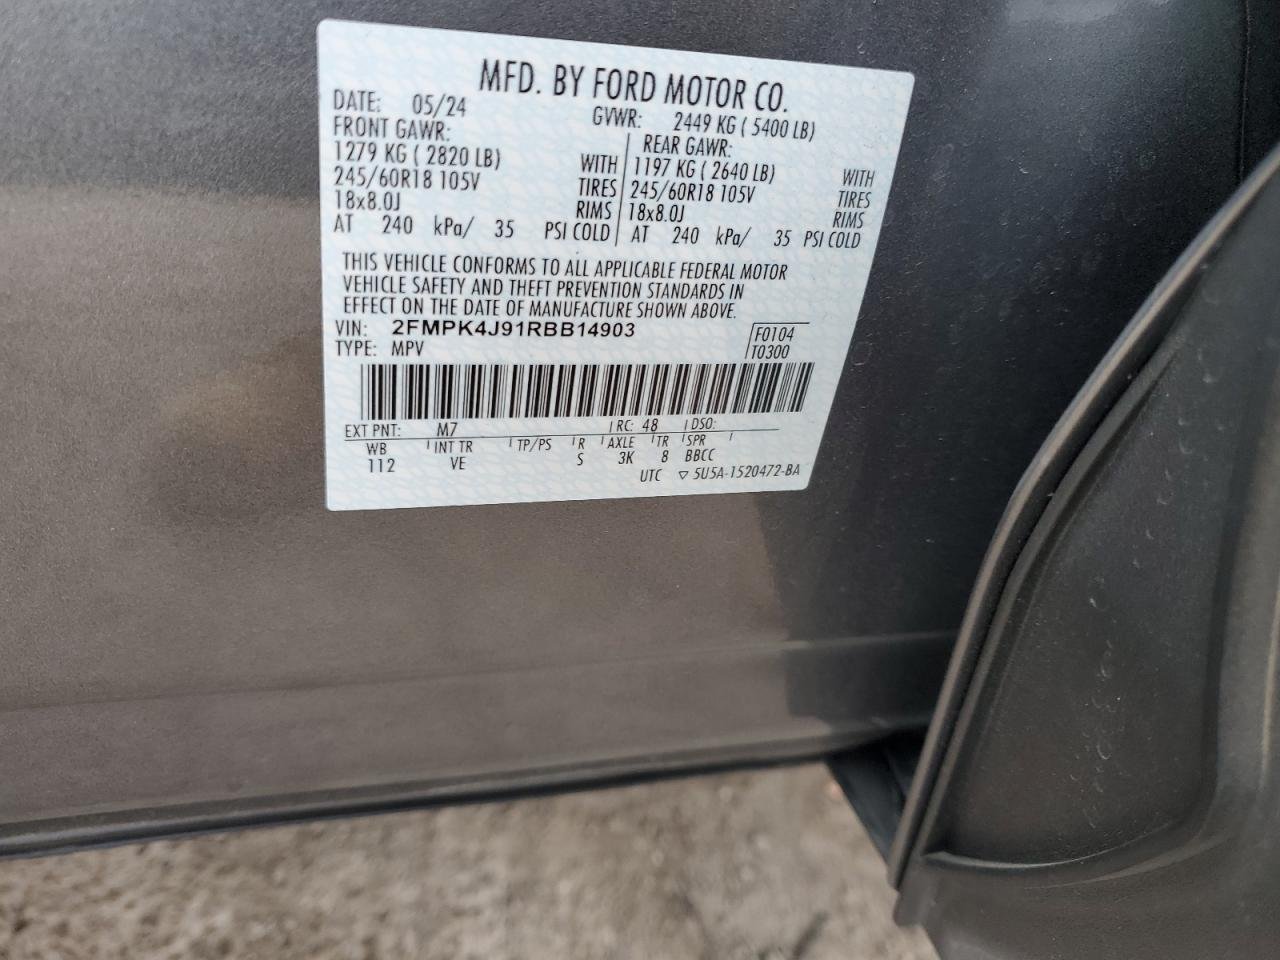 MFD. BY FORD MOTOR CO.
DATE: 05/24 GVWR: 2449 KG ( 5400 LB)
FRONT GAWR: REAR GAWR:
1279 KG ( 2820 LB) WITH 1197 KG ( 2640 LB) WITH
245/60R18 105V TIRES 245/60R18 105V TIRES
18x8.0J RIMS 18x8.0J RIMS
AT 240 kPa/ 35 PSI COLD AT 240 kPa/ 35 PSI COLD
THIS VEHICLE CONFORMS TO ALL APPLICABLE FEDERAL MOTOR
VEHICLE SAFETY AND THEFT PREVENTION STANDARDS IN
EFFECT ON THE DATE OF MANUFACTURE SHOWN ABOVE.
VIN: 2FMPK4J91RBB14903 F0104
TYPE: MPV T0300
EXT PNT: M7 RC: 48 DSO:
WB INT TR TP/PS R AXLE TR SPR
112 VE S 3K 8 BBCC
UTC ▽ 5U5A-1520472-BA